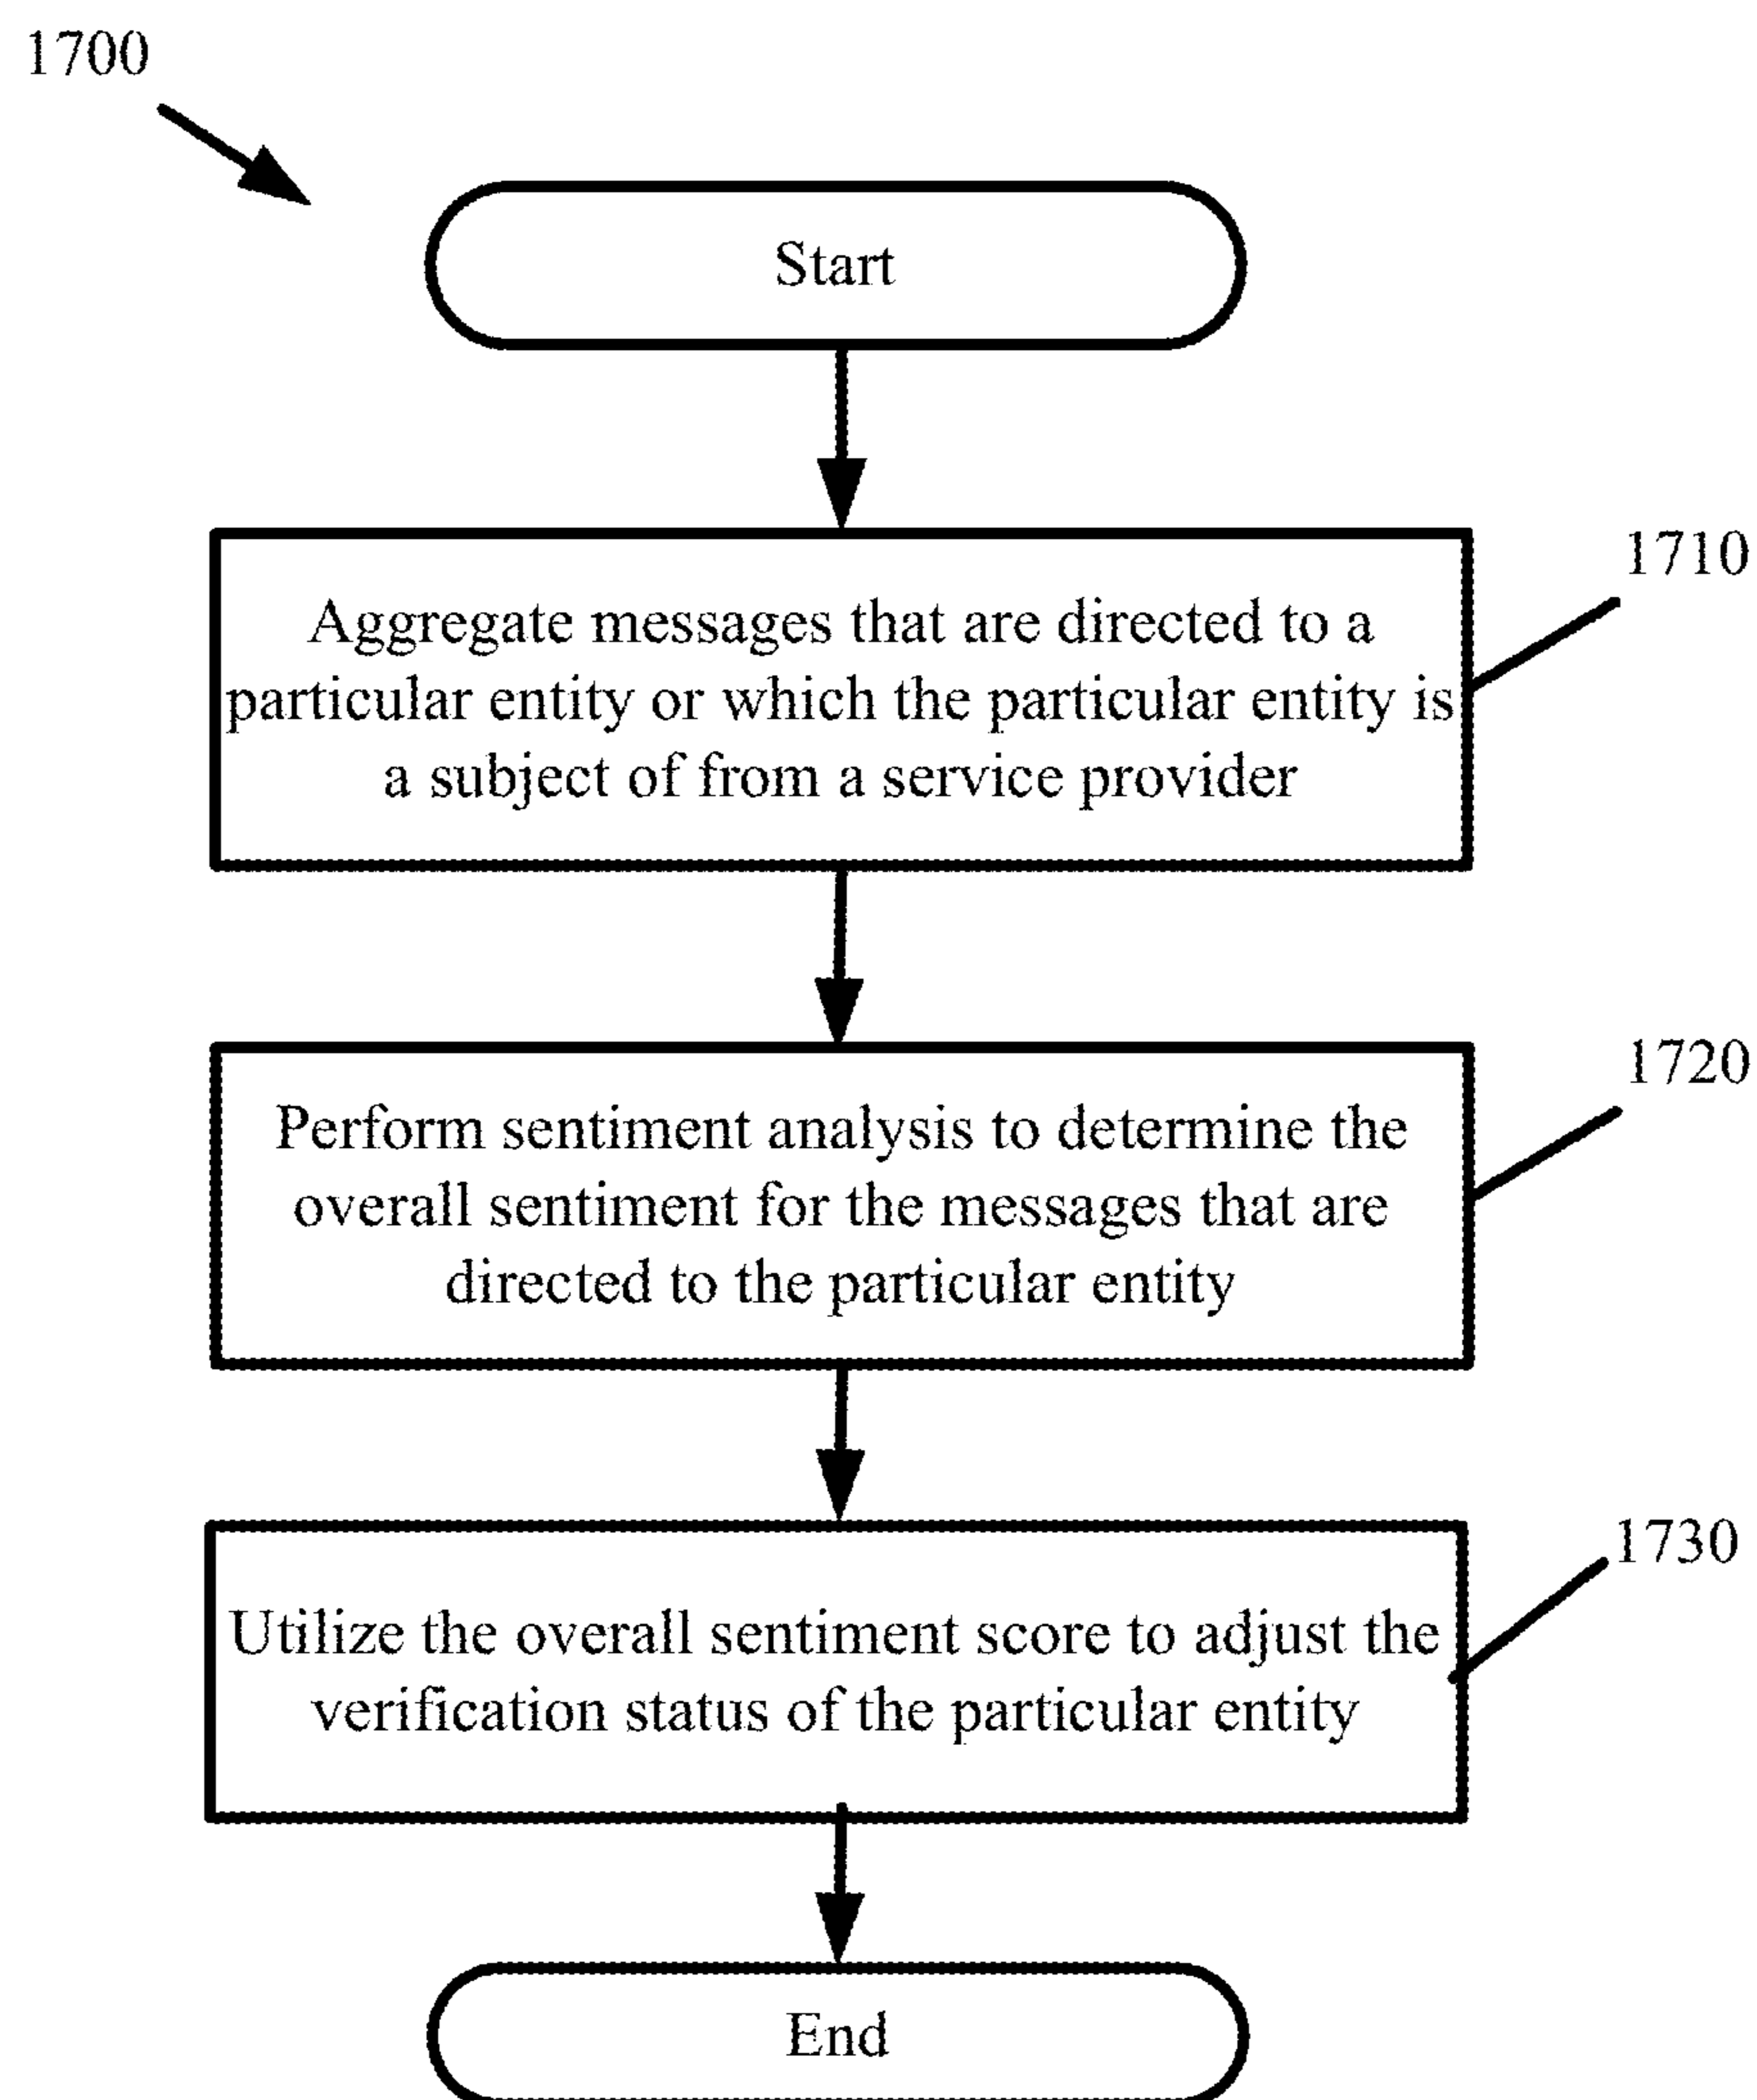 1700
Start
1710
Aggregate messages that are directed to a
particular entity or which the particular entity is
a subject of from a service provider
1720
Perform sentiment analysis to determine the
overall sentiment for the messages that are
directed to the particular entity
1730
Utilize the overall sentiment score to adjust the
verification status of the particular entity
End